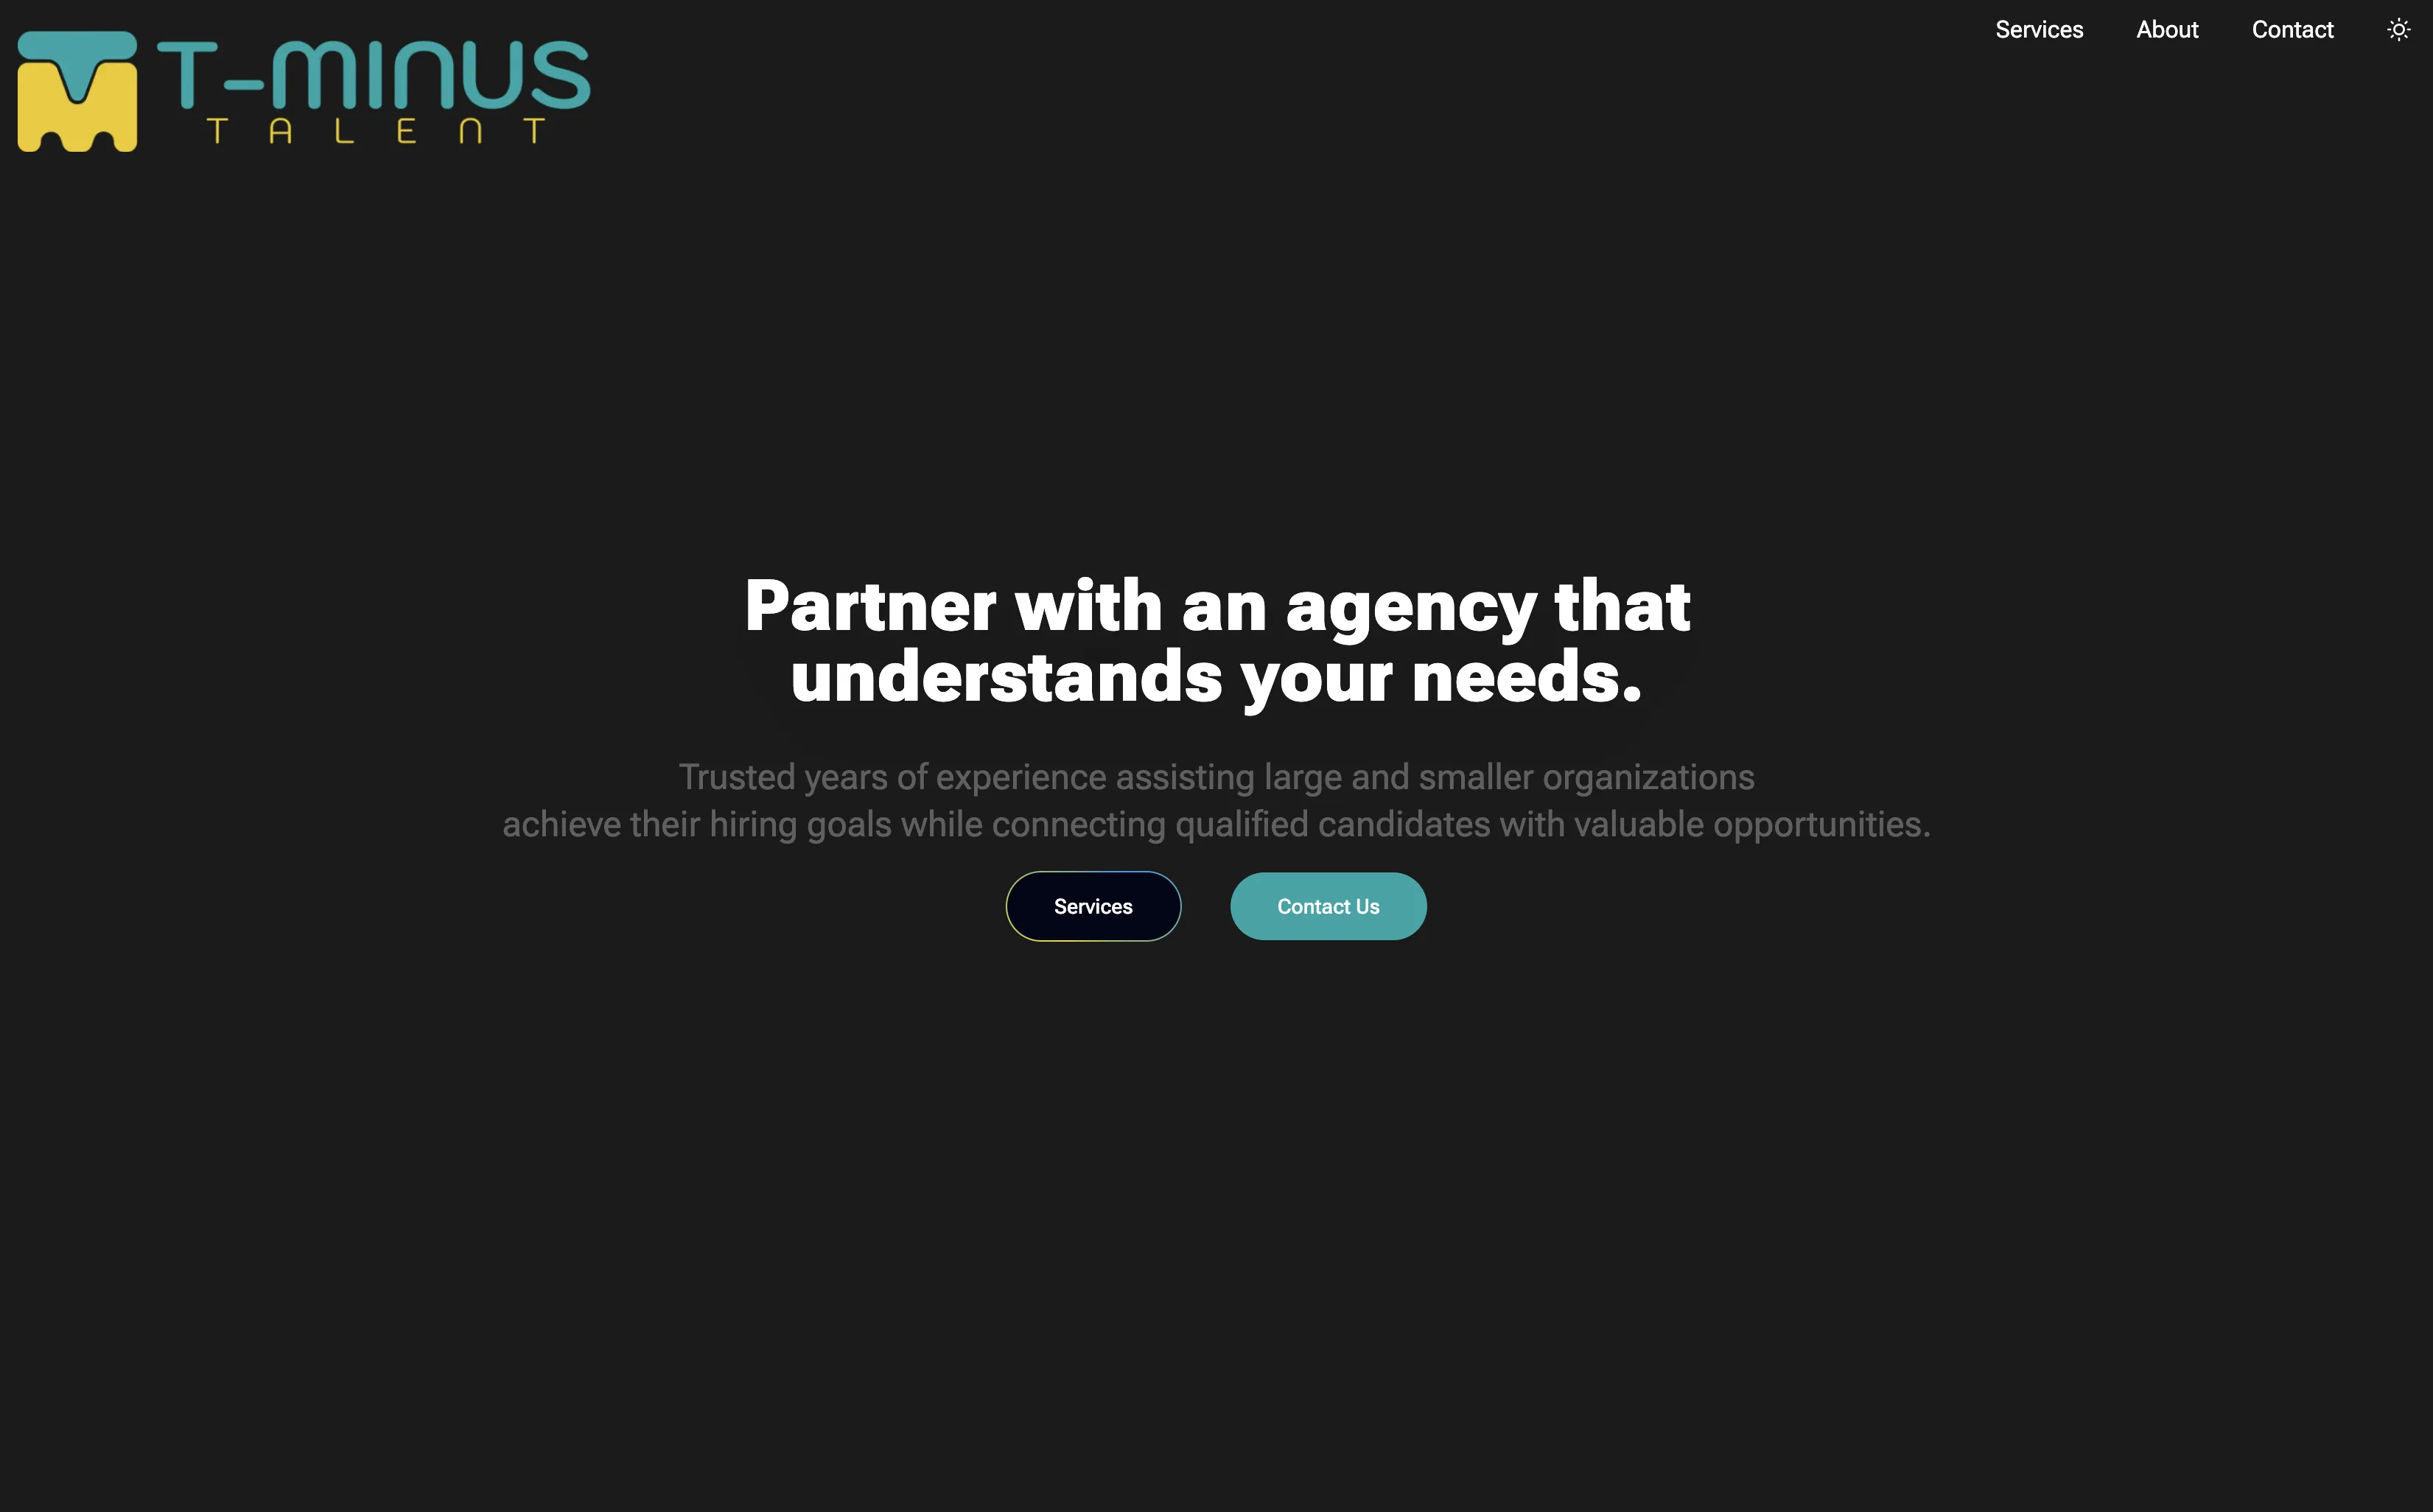 T-MINUS
TALENT
Services
About
Contact
Partner with an agency that
understands your needs.
Trusted years of experience assisting large and smaller organizations
achieve their hiring goals while connecting qualified candidates with valuable opportunities.
Services
Contact Us